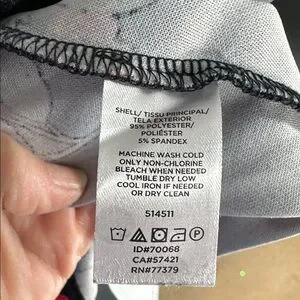 SHELL/ TISSU PRINCIPAL/
TELA EXTERIOR
95% POLYESTER/
POLIÉSTER
5% SPANDEX
MACHINE WASH COLD
ONLY NON-CHLORINE
BLEACH WHEN NEEDED
TUMBLE DRY LOW
COOL IRON IF NEEDED
OR DRY CLEAN
514511
ID#70068
CA#57421
RN#77379